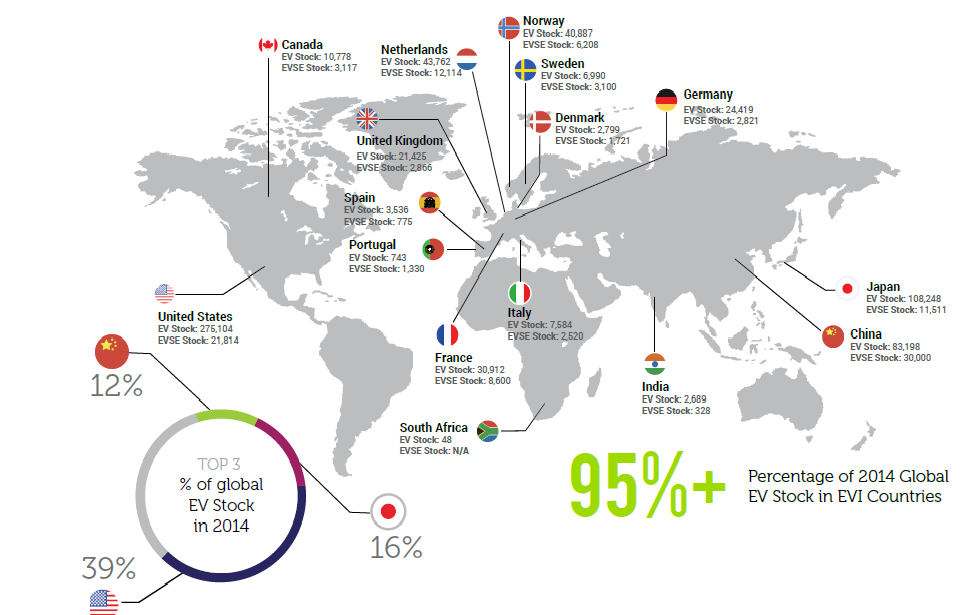 Norway
EV Stock: 40,887
EVSE Stock: 6,208
Canada
EV Stock: 10,778
EVSE Stock: 3,117
Netherlands
EV Stock: 43,762
EVSE Stock: 12,114
Sweden
EV Stock: 6,990
EVSE Stock: 3,100
Germany
EV Stock: 24,419
EVSE Stock: 2,821
Denmark
EV Stock: 2,799
EVSE Stock: 1,721
United Kingdom
EV Stock: 21,425
EVSE Stock: 2,866
Spain
EV Stock: 3,536
EVSE Stock: 775
Portugal
EV Stock: 743
EVSE Stock: 1,330
Japan
EV Stock: 108,248
EVSE Stock: 11,511
United States
EV Stock: 275,104
EVSE Stock: 21,814
Italy
EV Stock: 7,584
EVSE Stock: 2,520
China
EV Stock: 83,198
EVSE Stock: 30,000
France
EV Stock: 30,912
EVSE Stock: 8,600
India
EV Stock: 2,689
EVSE Stock: 328
South Africa
EV Stock: 48
EVSE Stock: N/A
12%
TOP 3
% of global
EV Stock
in 2014
16%
39%
95%+
Percentage of 2014 Global
EV Stock in EVI Countries